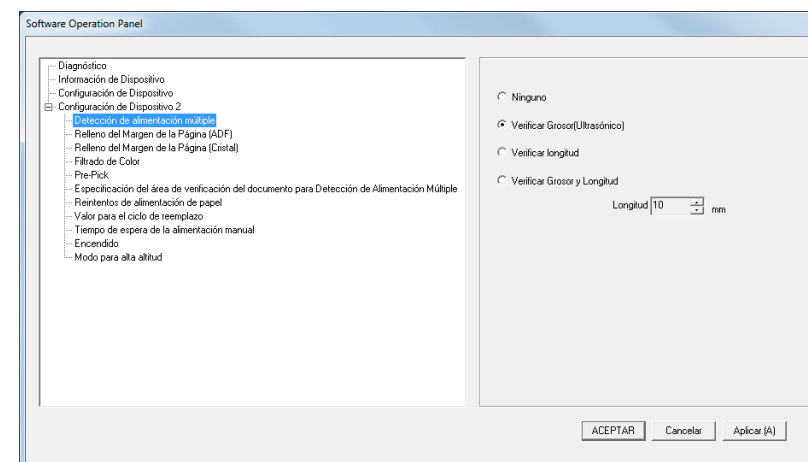 Software Operation Panel
Diagnóstico
Información de Dispositivo
Configuración de Dispositivo
Configuración de Dispositivo 2
Detección de alimentación múltiple
Relleno del Margen de la Página (ADF)
Relleno del Margen de la Página (Cristal)
Filtrado de Color
Pre-Pick
Especificación del área de verificación del documento para Detección de Alimentación Múltiple
Reintentos de alimentación de papel
Valor para el ciclo de reemplazo
Tiempo de espera de la alimentación manual
Encendido
Modo para alta altitud
Ninguno
Verificar Grosor(Ultrasónico)
Verificar longitud
Verificar Grosor y Longitud
Longitud 10 mm
ACEPTAR Cancelar Aplicar (A)